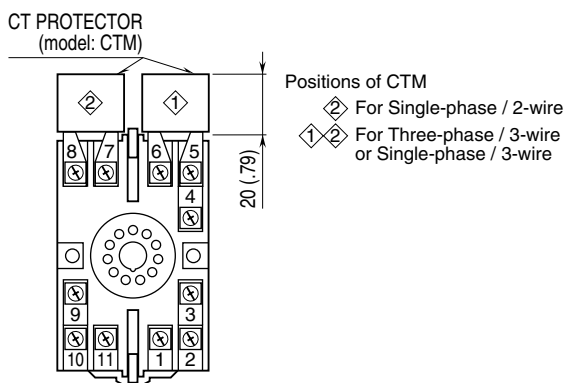 CT PROTECTOR
(model: CTM)
2
1
8 7 6 5
4
9
3
10 11 1 2
20 (.79)
Positions of CTM
2 For Single-phase / 2-wire
1 2 For Three-phase / 3-wire
or Single-phase / 3-wire